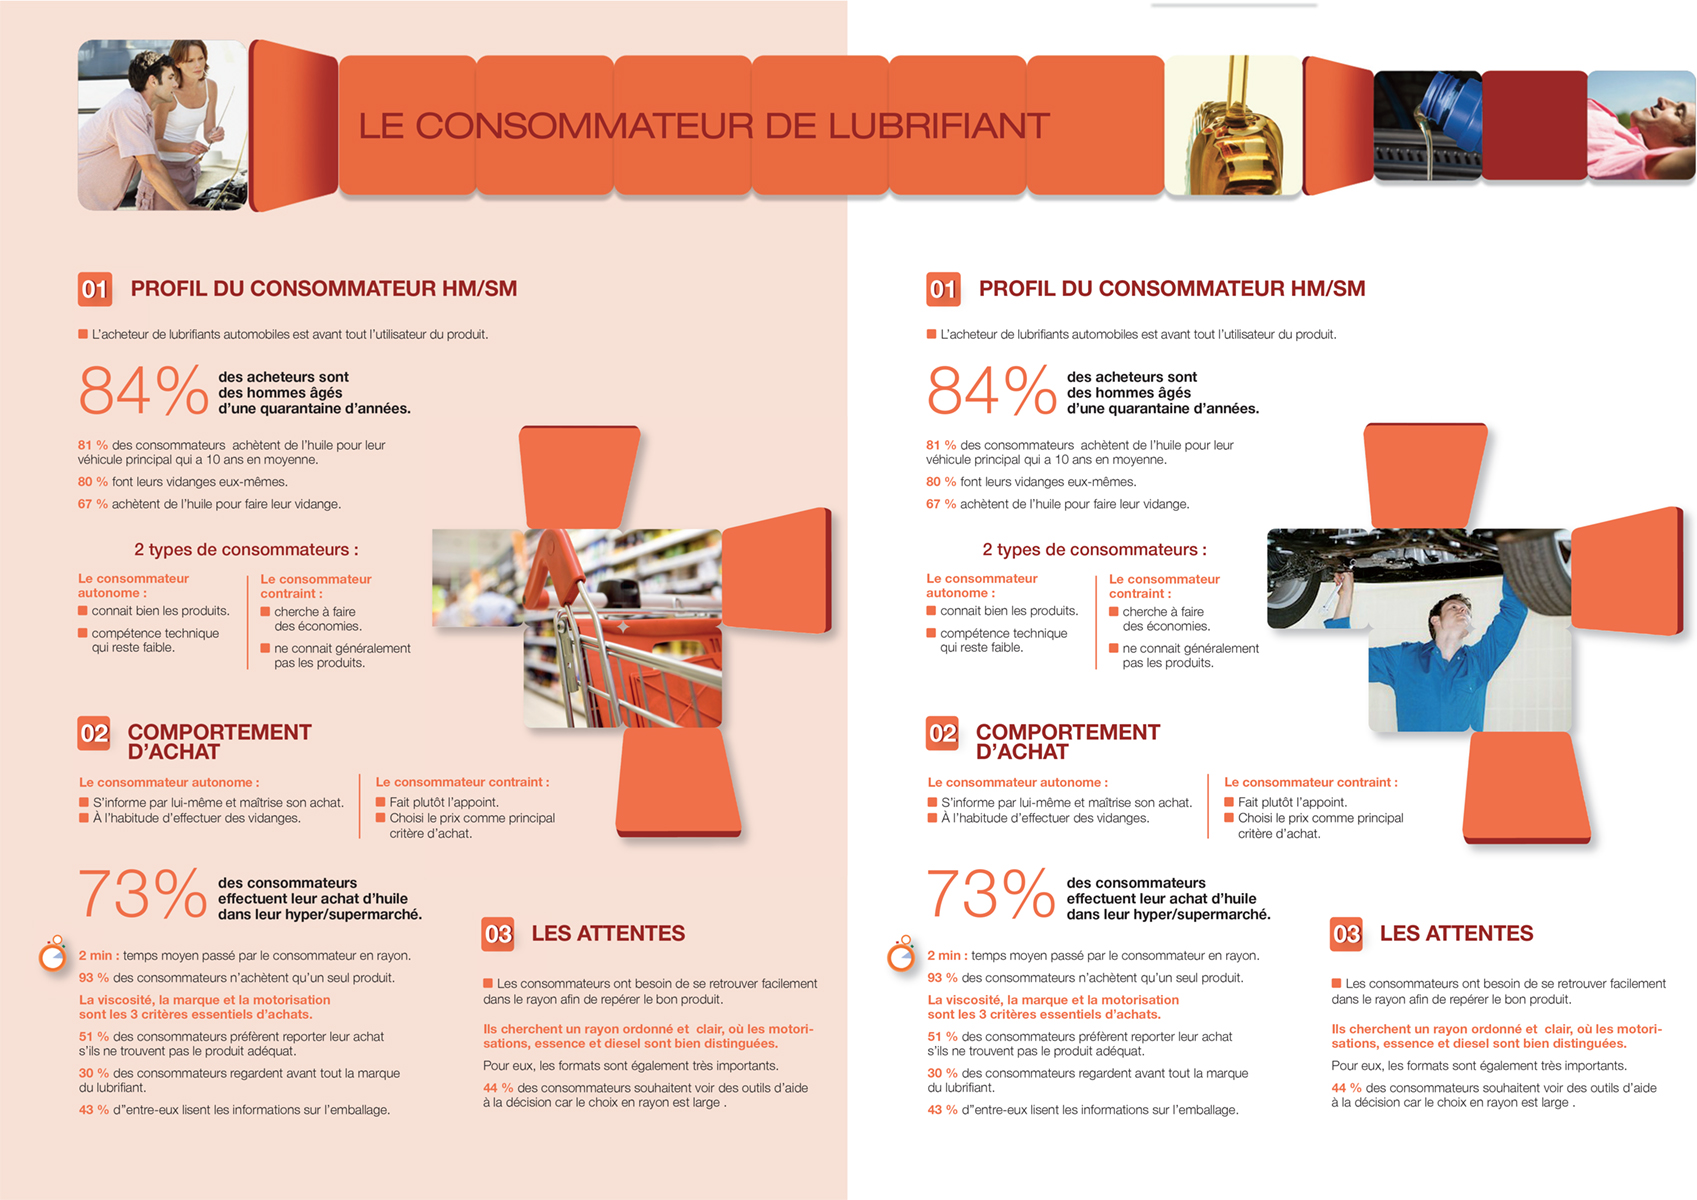 LE CONSOMMATEUR DE LUBRIFIANT
01 PROFIL DU CONSOMMATEUR HM/SM
L’acheteur de lubrifiants automobiles est avant tout l’utilisateur du produit.
84% des acheteurs sont
des hommes âgés
d’une quarantaine d’années.
81 % des consommateurs achètent de l’huile pour leur
véhicule principal qui a 10 ans en moyenne.
80 % font leurs vidanges eux-mêmes.
67 % achètent de l’huile pour faire leur vidange.
2 types de consommateurs :
Le consommateur
autonome :
connait bien les produits.
compétence technique
qui reste faible.
Le consommateur
contraint :
cherche à faire
des économies.
ne connait généralement
pas les produits.
02 COMPORTEMENT
D’ACHAT
Le consommateur autonome :
S’informe par lui-même et maîtrise son achat.
À l’habitude d’effectuer des vidanges.
Le consommateur contraint :
Fait plutôt l’appoint.
Choisi le prix comme principal
critère d’achat.
73% des consommateurs
effectuent leur achat d’huile
dans leur hyper/supermarché.
2 min : temps moyen passé par le consommateur en rayon.
93 % des consommateurs n’achètent qu’un seul produit.
La viscosité, la marque et la motorisation
sont les 3 critères essentiels d’achats.
51 % des consommateurs préfèrent reporter leur achat
s’ils ne trouvent pas le produit adéquat.
30 % des consommateurs regardent avant tout la marque
du lubrifiant.
43 % d’’entre-eux lisent les informations sur l’emballage.
03 LES ATTENTES
Les consommateurs ont besoin de se retrouver facilement
dans le rayon afin de repérer le bon produit.
Ils cherchent un rayon ordonné et clair, où les motori-
sations, essence et diesel sont bien distinguées.
Pour eux, les formats sont également très importants.
44 % des consommateurs souhaitent voir des outils d’aide
à la décision car le choix en rayon est large .
01 PROFIL DU CONSOMMATEUR HM/SM
L’acheteur de lubrifiants automobiles est avant tout l’utilisateur du produit.
84% des acheteurs sont
des hommes âgés
d’une quarantaine d’années.
81 % des consommateurs achètent de l’huile pour leur
véhicule principal qui a 10 ans en moyenne.
80 % font leurs vidanges eux-mêmes.
67 % achètent de l’huile pour faire leur vidange.
2 types de consommateurs :
Le consommateur
autonome :
connait bien les produits.
compétence technique
qui reste faible.
Le consommateur
contraint :
cherche à faire
des économies.
ne connait généralement
pas les produits.
02 COMPORTEMENT
D’ACHAT
Le consommateur autonome :
S’informe par lui-même et maîtrise son achat.
À l’habitude d’effectuer des vidanges.
Le consommateur contraint :
Fait plutôt l’appoint.
Choisi le prix comme principal
critère d’achat.
73% des consommateurs
effectuent leur achat d’huile
dans leur hyper/supermarché.
2 min : temps moyen passé par le consommateur en rayon.
93 % des consommateurs n’achètent qu’un seul produit.
La viscosité, la marque et la motorisation
sont les 3 critères essentiels d’achats.
51 % des consommateurs préfèrent reporter leur achat
s’ils ne trouvent pas le produit adéquat.
30 % des consommateurs regardent avant tout la marque
du lubrifiant.
43 % d’’entre-eux lisent les informations sur l’emballage.
03 LES ATTENTES
Les consommateurs ont besoin de se retrouver facilement
dans le rayon afin de repérer le bon produit.
Ils cherchent un rayon ordonné et clair, où les motori-
sations, essence et diesel sont bien distinguées.
Pour eux, les formats sont également très importants.
44 % des consommateurs souhaitent voir des outils d’aide
à la décision car le choix en rayon est large .